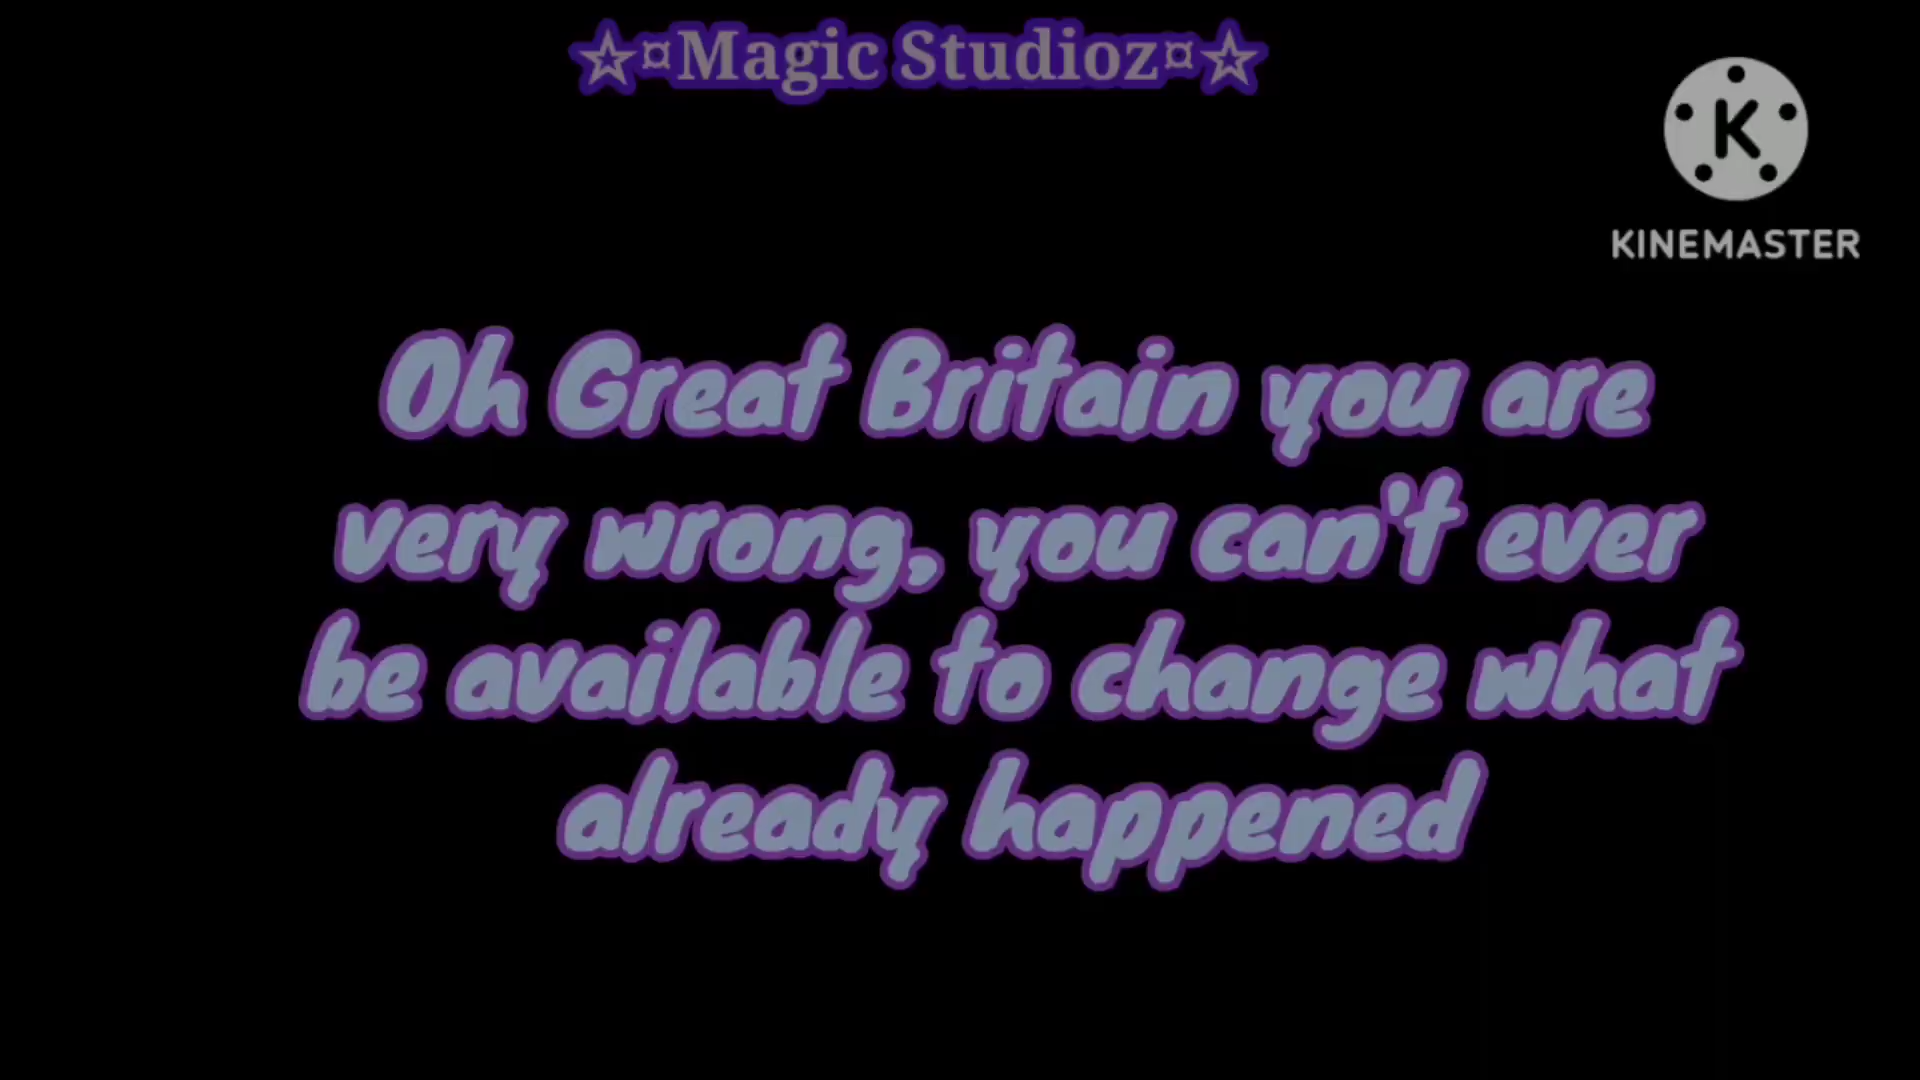 ☆¤Magic Studioz¤☆
KINEMASTER
Oh Great Britain you are
very wrong, you can't ever
be available to change what
already happened